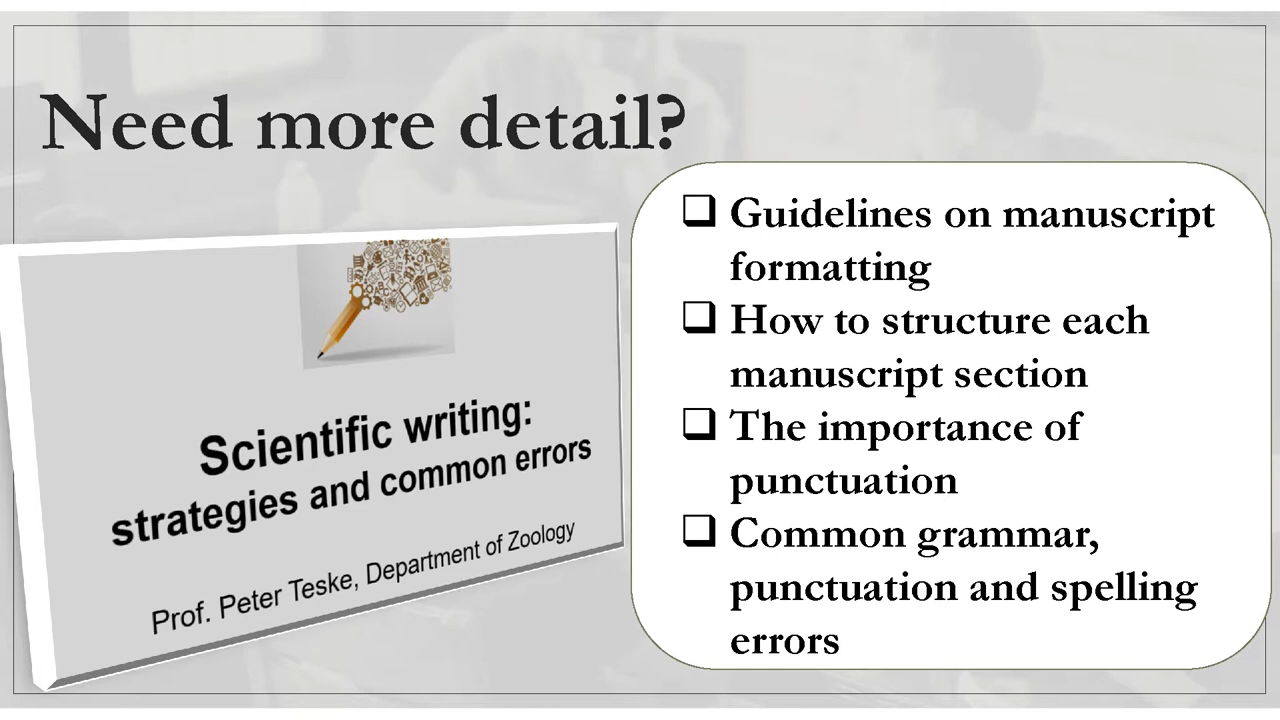 Need more detail?
Scientific writing:
strategies and common errors
Prof. Peter Teske, Department of Zoology
❑ Guidelines on manuscript
formatting
❑ How to structure each
manuscript section
❑ The importance of
punctuation
❑ Common grammar,
punctuation and spelling
errors